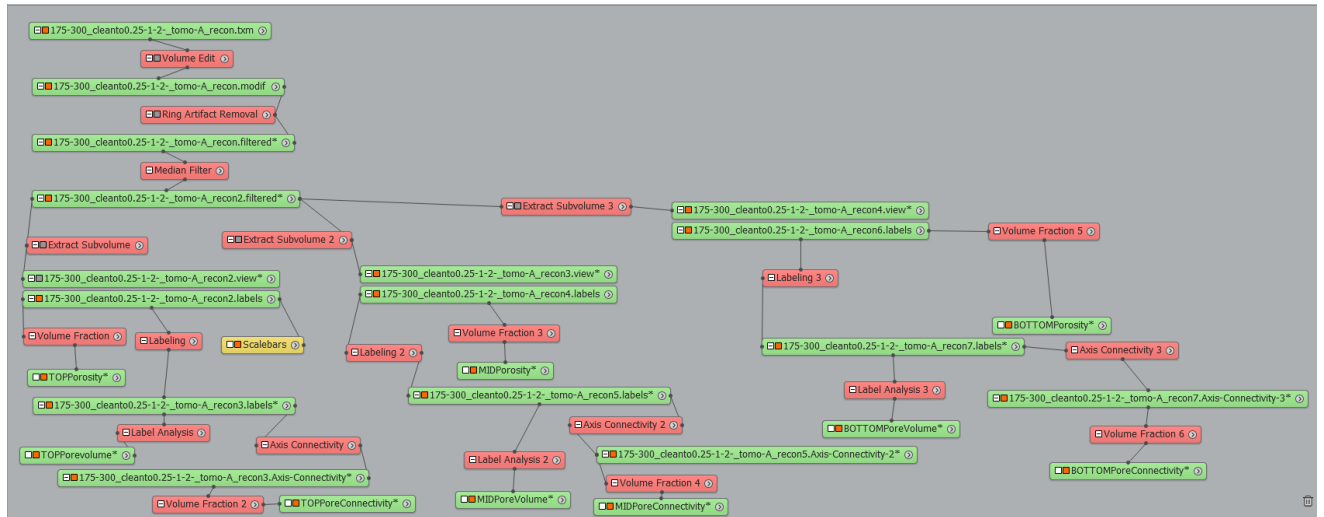 175-300_cleanto0.25-1-2-_tomo-A_recon.txm
Volume Edit
175-300_cleanto0.25-1-2-_tomo-A_recon.modif
Ring Artifact Removal
175-300_cleanto0.25-1-2-_tomo-A_recon.filtered*
Median Filter
175-300_cleanto0.25-1-2-_tomo-A_recon2.filtered*
Extract Subvolume 3
175-300_cleanto0.25-1-2-_tomo-A_recon4.view*
175-300_cleanto0.25-1-2-_tomo-A_recon6.labels
Volume Fraction 5
Extract Subvolume
Extract Subvolume 2
175-300_cleanto0.25-1-2-_tomo-A_recon2.view*
175-300_cleanto0.25-1-2-_tomo-A_recon3.view*
Labeling 3
175-300_cleanto0.25-1-2-_tomo-A_recon2.labels
175-300_cleanto0.25-1-2-_tomo-A_recon4.labels
BOTTOMPorosity*
Volume Fraction
Labeling
Scalebars
Volume Fraction 3
Labeling 2
175-300_cleanto0.25-1-2-_tomo-A_recon7.labels*
Axis Connectivity 3
TOPPorosity*
MIDPorosity*
175-300_cleanto0.25-1-2-_tomo-A_recon3.labels*
175-300_cleanto0.25-1-2-_tomo-A_recon5.labels*
Label Analysis 3
175-300_cleanto0.25-1-2-_tomo-A_recon7.Axis-Connectivity-3*
Label Analysis
Axis Connectivity
Axis Connectivity 2
BOTTOMPoreVolume*
Volume Fraction 6
TOPPorevolume*
Label Analysis 2
175-300_cleanto0.25-1-2-_tomo-A_recon5.Axis-Connectivity-2*
BOTTOMPoreConnectivity*
175-300_cleanto0.25-1-2-_tomo-A_recon3.Axis-Connectivity*
Volume Fraction 4
Volume Fraction 2
TOPPoreConnectivity*
MIDPoreVolume*
MIDPoreConnectivity*